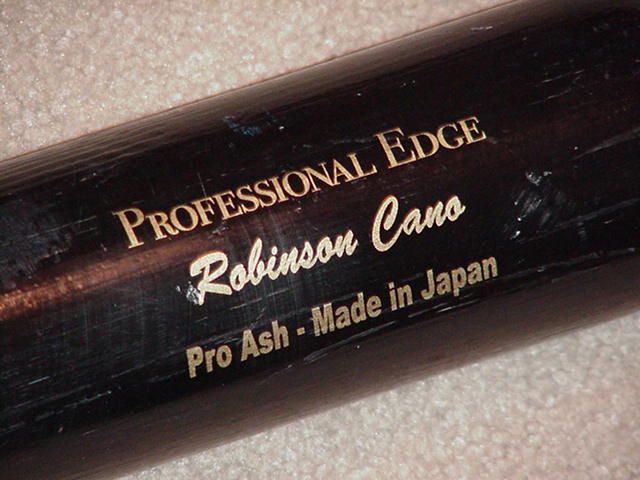 PROFESSIONAL EDGE
Robinson Cano
Pro Ash - Made in Japan